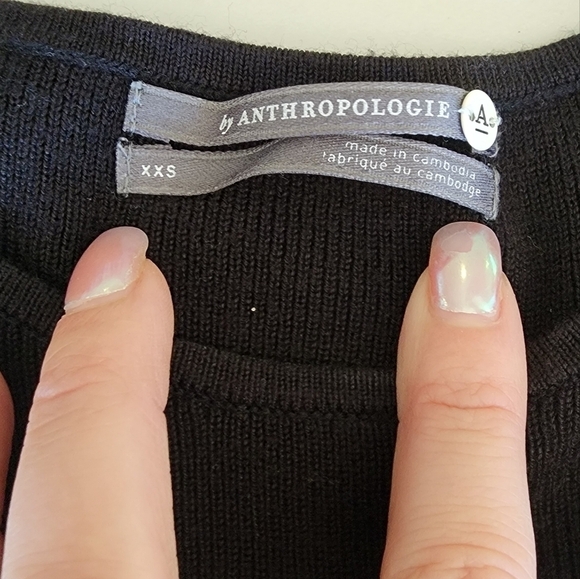 by ANTHROPOLOGIE
A
XXS
made in cambodia
fabriqué au cambodge